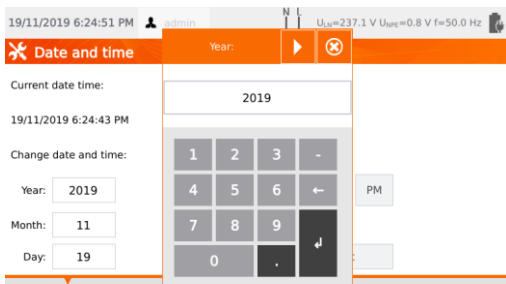 19/11/2019 6:24:51 PM admin N L U_LN=237.1 V U_NPE=0.8 V f=50.0 Hz
Date and time
Year:
Current date time:
2019
19/11/2019 6:24:43 PM
Change date and time:
1 2 3 -
Year: 2019
4 5 6 ←
PM
7 8 9
Month: 11
↲
Day: 19
0 .
: